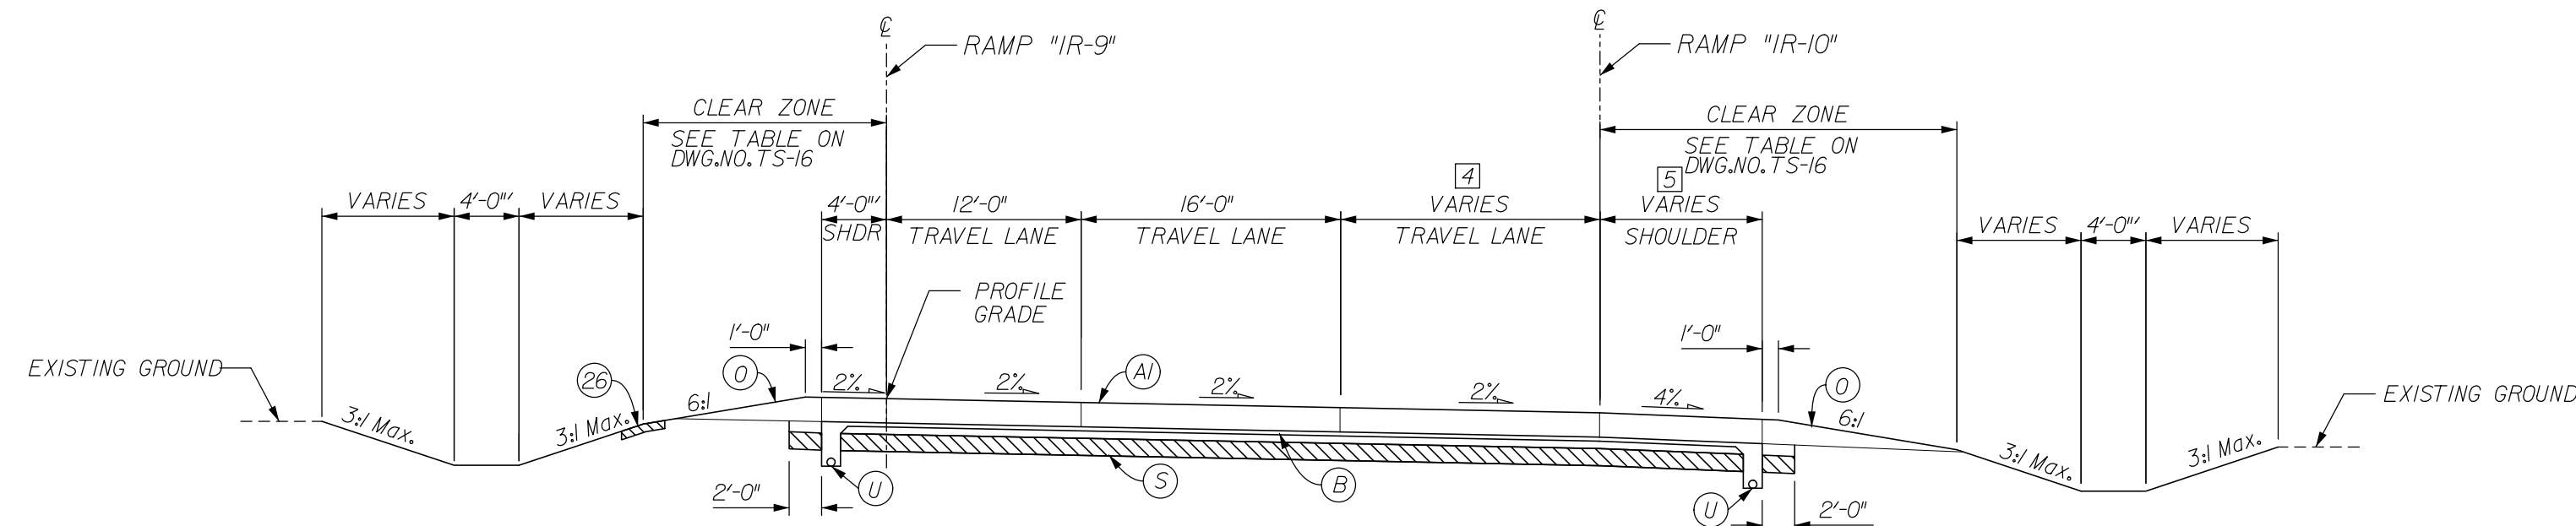 ℄
℄
RAMP "IR-9"
RAMP "IR-10"
CLEAR ZONE
SEE TABLE ON
DWG.NO.TS-16
CLEAR ZONE
SEE TABLE ON
DWG.NO.TS-16
4
5
VARIES
4'-0"'
VARIES
4'-0"'
SHDR
12'-0"
TRAVEL LANE
16'-0"
TRAVEL LANE
VARIES
TRAVEL LANE
VARIES
SHOULDER
VARIES
4'-0"'
VARIES
PROFILE
GRADE
1'-0"
1'-0"
EXISTING GROUND
EXISTING GROUND
26
O
A1
O
2%
2%
2%
2%
4%
6:1
6:1
3:1 Max.
3:1 Max.
3:1 Max.
3:1 Max.
2'-0"
U
S
B
U
2'-0"